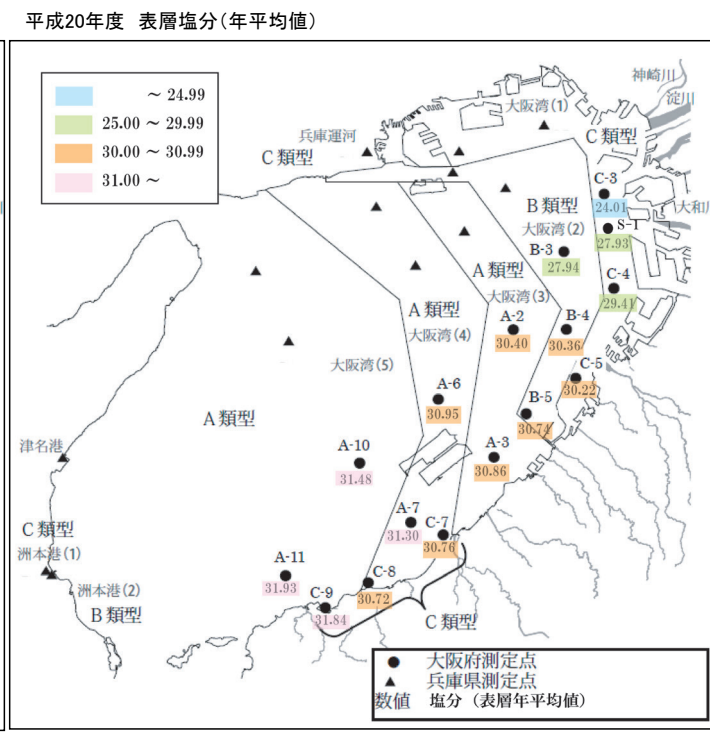 平成20年度 表層塩分(年平均値)
～ 24.99
25.00 ～ 29.99
30.00 ～ 30.99
31.00 ～
神崎川
淀川
大阪湾(1)
兵庫運河
C類型
C類型
C-3
24.01
大和
B類型
大阪湾(2)
S-1
27.93
B-3
27.94
A類型
C-4
29.41
大阪湾(3)
A類型
A-2
30.40
B-4
30.36
大阪湾(4)
大阪湾(5)
C-5
30.22
A-6
30.95
B-5
30.74
A類型
津名港
A-10
31.48
A-3
30.86
A-7
31.30
C-7
30.76
C類型
洲本港(1)
A-11
31.93
C-8
30.72
洲本港(2)
B類型
C-9
31.84
C類型
● 大阪府測定点
▲ 兵庫県測定点
数値 塩分(表層年平均値)